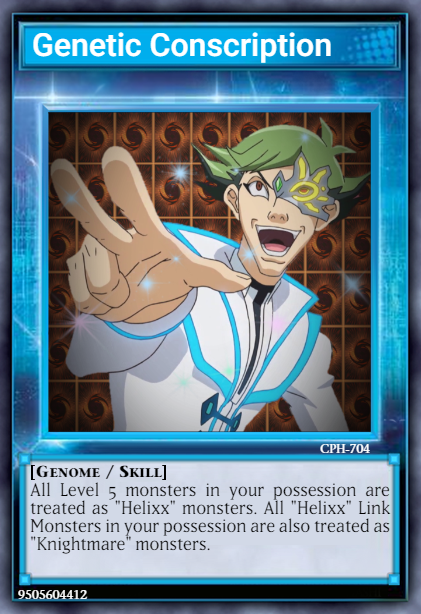 Genetic Conscription
CPH-704
[Genome / Skill]
All Level 5 monsters in your possession are
treated as "Helixx" monsters. All "Helixx" Link
Monsters in your possession are also treated as
"Knightmare" monsters.
9505604412